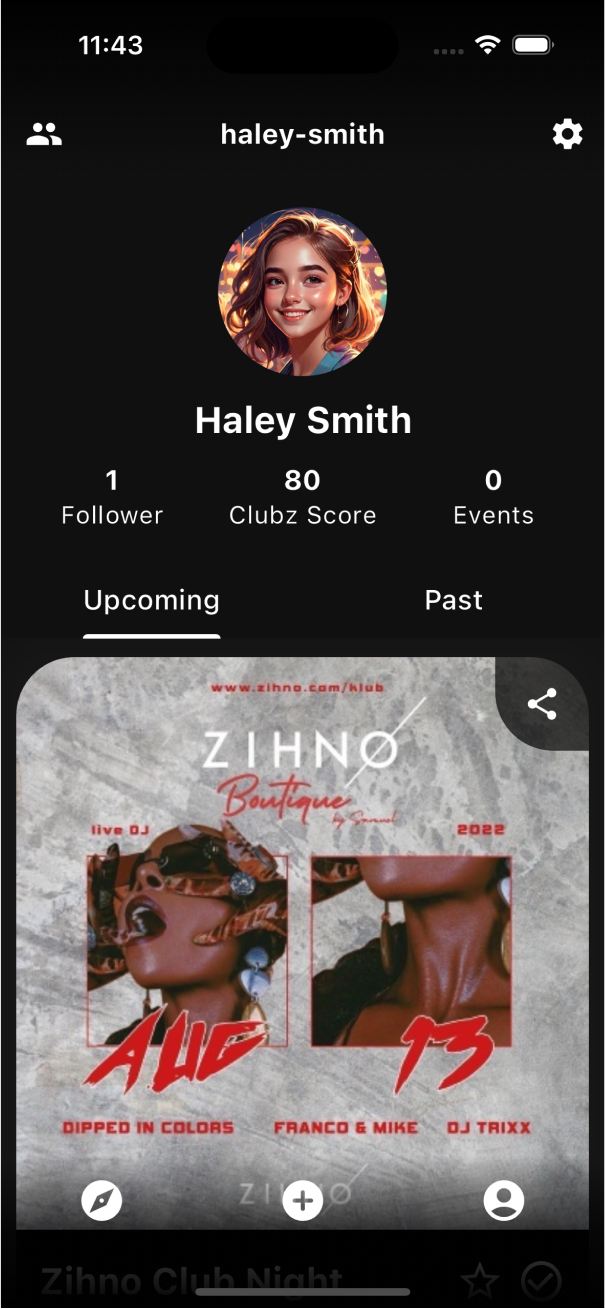 11:43
haley-smith
Haley Smith
1 80 0
Follower Clubz Score Events
Upcoming Past
www.zihno.com/klub
ZIHNO
Boutique
by Samuel
live DJ 2022
AUG 13
DIPPED IN COLORS FRANCO & MIKE DJ TRIXX
ZIHNO
Zihno Club Night